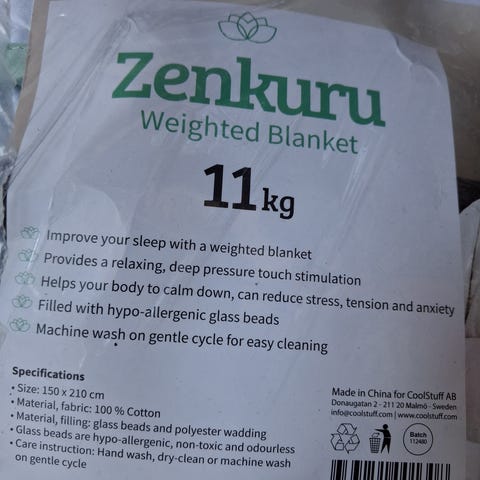 Zenkuru
Weighted Blanket
11kg
Improve your sleep with a weighted blanket
Provides a relaxing, deep pressure touch stimulation
Helps your body to calm down, can reduce stress, tension and anxiety
Filled with hypo-allergenic glass beads
Machine wash on gentle cycle for easy cleaning
Specifications
• Size: 150 x 210 cm
• Material, fabric: 100 % Cotton
• Material, filling: glass beads and polyester wadding
• Glass beads are hypo-allergenic, non-toxic and odourless
• Care instruction: Hand wash, dry-clean or machine wash
on gentle cycle
Made in China for CoolStuff AB
Donaugatan 2 - 211 20 Malmö - Sweden
info@coolstuff.com | www.coolstuff.com
Batch
112480